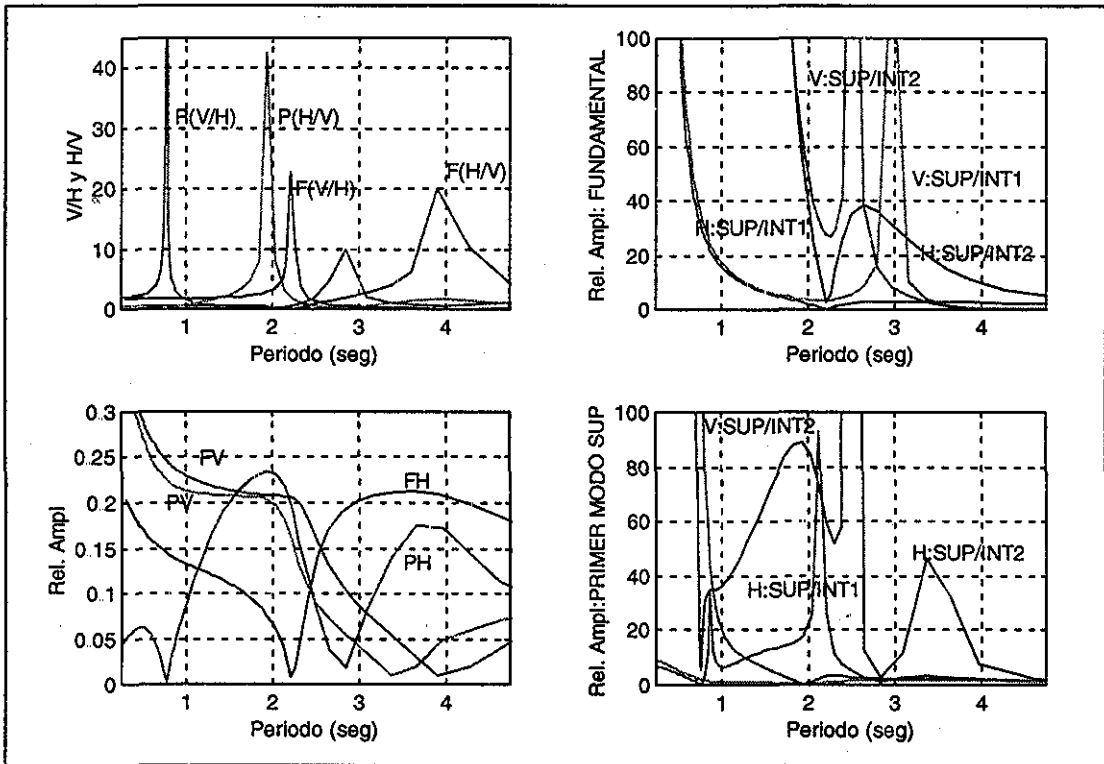 V/H y H/V
40
30
20
10
0
P(V/H)
P(H/V)
F(V/H)
F(H/V)
1
2
3
4
Periodo (seg)
Rel. Ampl: FUNDAMENTAL
100
80
60
40
20
0
V:SUP/INT2
V:SUP/INT1
H:SUP/INT1
H:SUP/INT2
1
2
3
4
Periodo (seg)
Rel. Ampl
0.3
0.25
0.2
0.15
0.1
0.05
0
FV
PV
FH
PH
1
2
3
4
Periodo (seg)
Rel. Ampl:PRIMER MODO SUP
100
80
60
40
20
0
V:SUP/INT2
H:SUP/INT1
H:SUP/INT2
1
2
3
4
Periodo (seg)